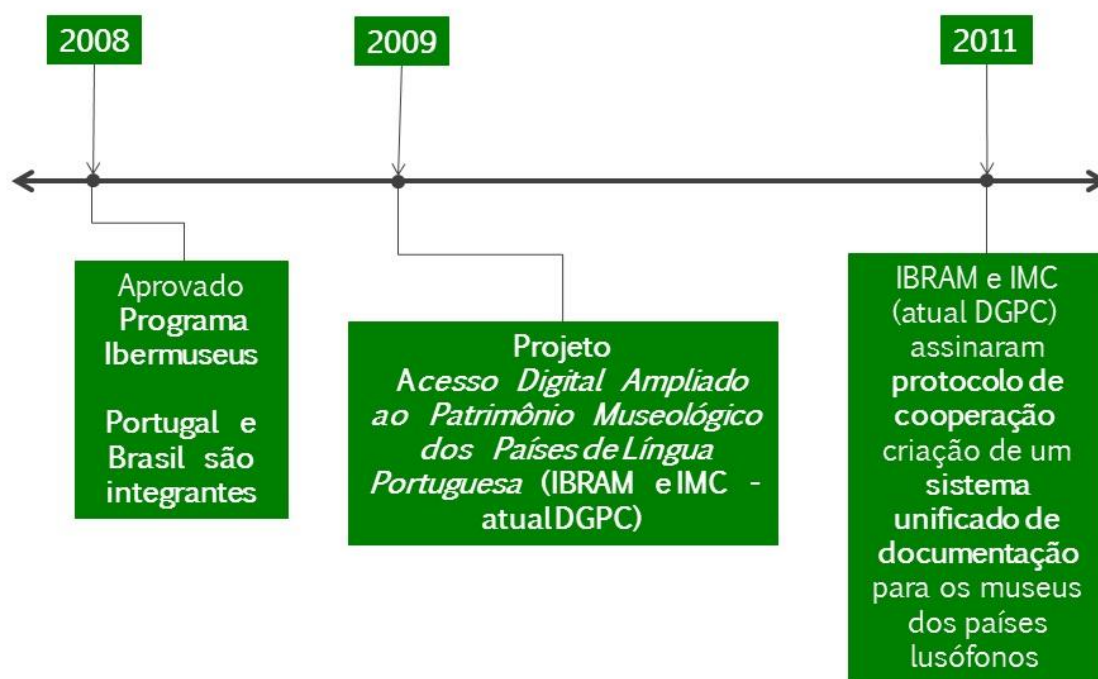 2008
2009
2011
Aprovado
Programa
Ibermuseus
Portugal e
Brasil são
integrantes
Projeto
Acesso Digital Ampliado
ao Patrimônio Museológico
dos Países de Língua
Portuguesa (IBRAM e IMC -
atual DGPC)
IBRAM e IMC
(atual DGPC)
assinaram
protocolo de
cooperação
criação de um
sistema
unificado de
documentação
para os museus
dos países
lusófonos